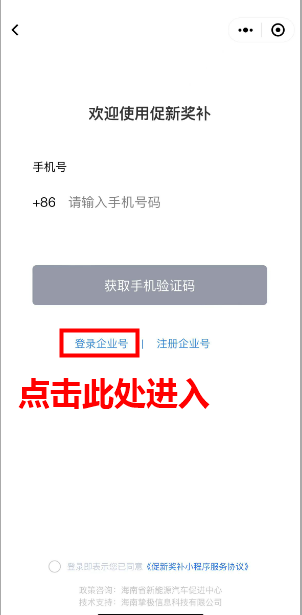 欢迎使用促新奖补
手机号
+86 请输入手机号码
获取手机验证码
登录企业号 | 注册企业号
点击此处进入
登录即表示您已同意《促新奖补小程序服务协议》
政策咨询：海南省新能源汽车促进中心
技术支持：海南挚极信息科技有限公司